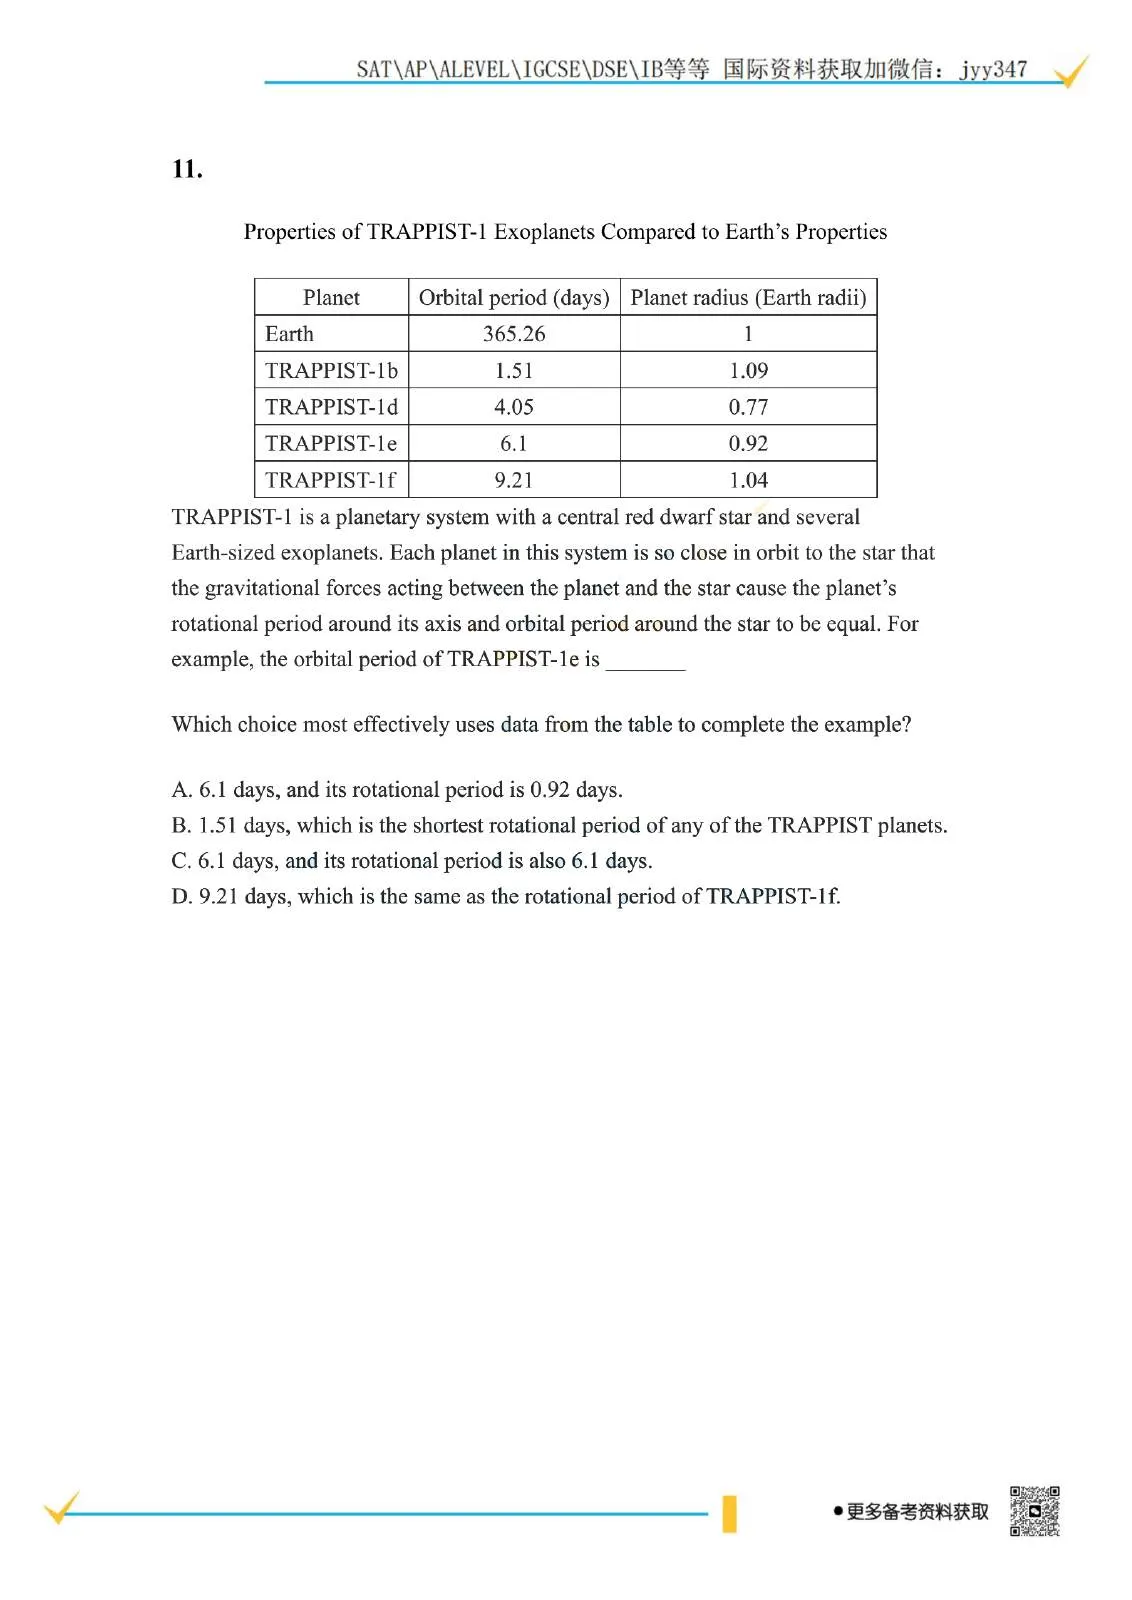 SAT\AP\ALEVEL\IGCSE\DSE\IB等等 国际资料获取加微信：jyy347
11.
Properties of TRAPPIST-1 Exoplanets Compared to Earth’s Properties
Planet Orbital period (days) Planet radius (Earth radii)
Earth 365.26 1
TRAPPIST-1b 1.51 1.09
TRAPPIST-1d 4.05 0.77
TRAPPIST-1e 6.1 0.92
TRAPPIST-1f 9.21 1.04
TRAPPIST-1 is a planetary system with a central red dwarf star and several
Earth-sized exoplanets. Each planet in this system is so close in orbit to the star that
the gravitational forces acting between the planet and the star cause the planet’s
rotational period around its axis and orbital period around the star to be equal. For
example, the orbital period of TRAPPIST-1e is _______
Which choice most effectively uses data from the table to complete the example?
A. 6.1 days, and its rotational period is 0.92 days.
B. 1.51 days, which is the shortest rotational period of any of the TRAPPIST planets.
C. 6.1 days, and its rotational period is also 6.1 days.
D. 9.21 days, which is the same as the rotational period of TRAPPIST-1f.
●更多备考资料获取